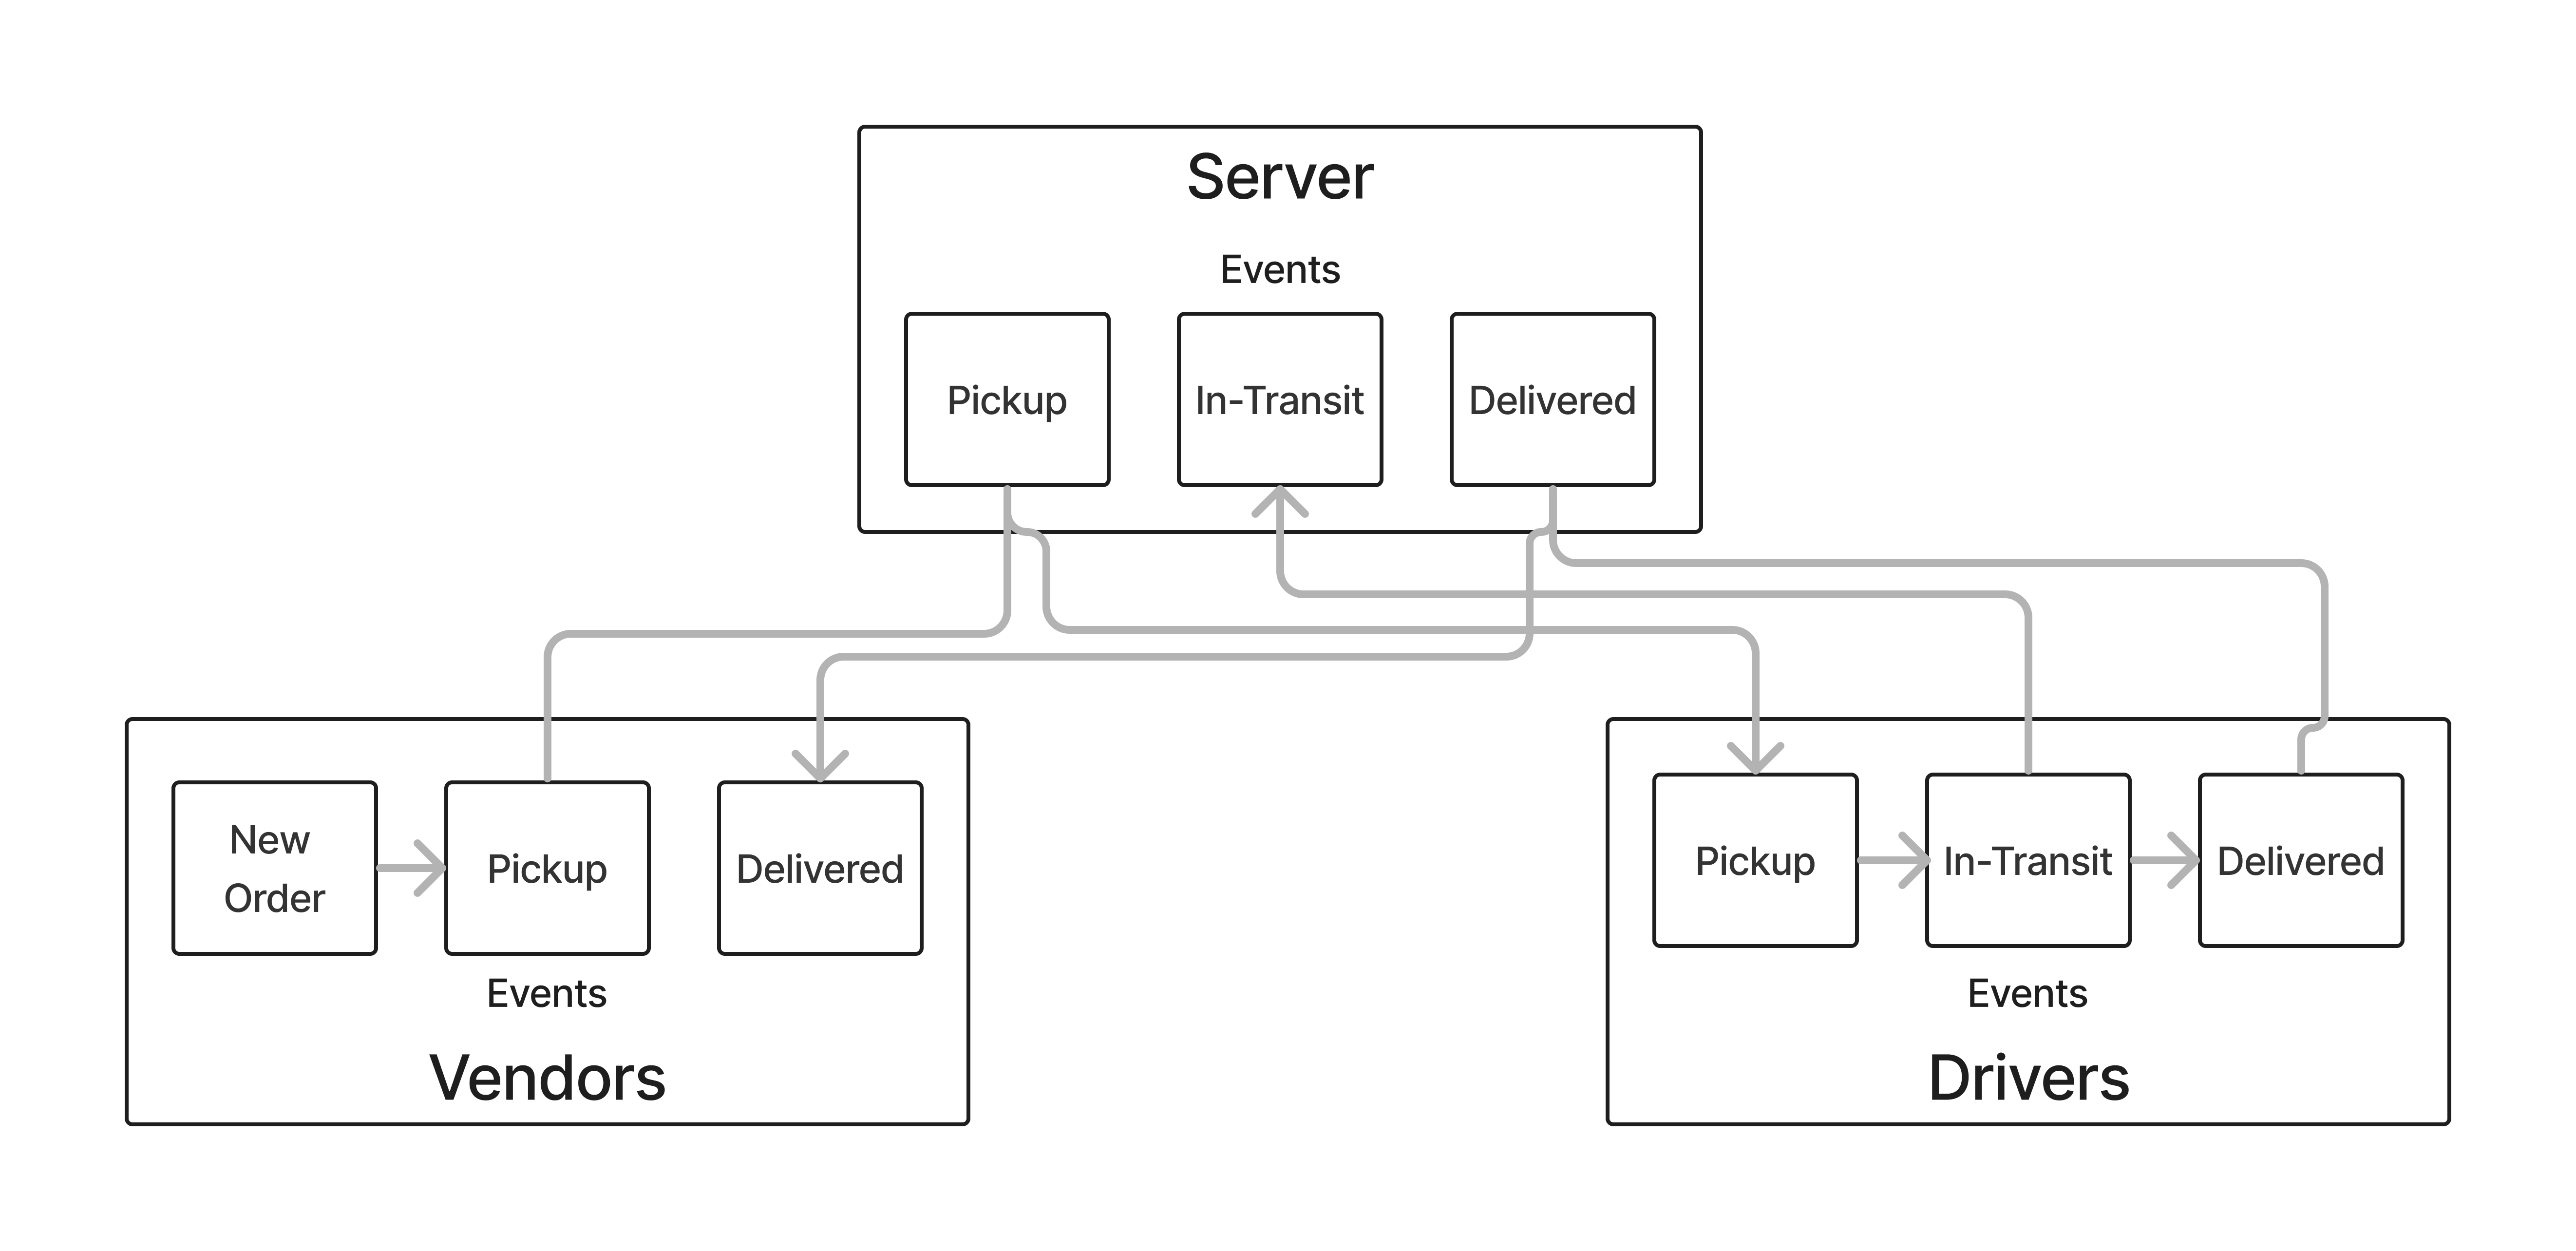 Server
Events
Pickup
In-Transit
Delivered
New
Order
Pickup
Delivered
Events
Vendors
Pickup
In-Transit
Delivered
Events
Drivers